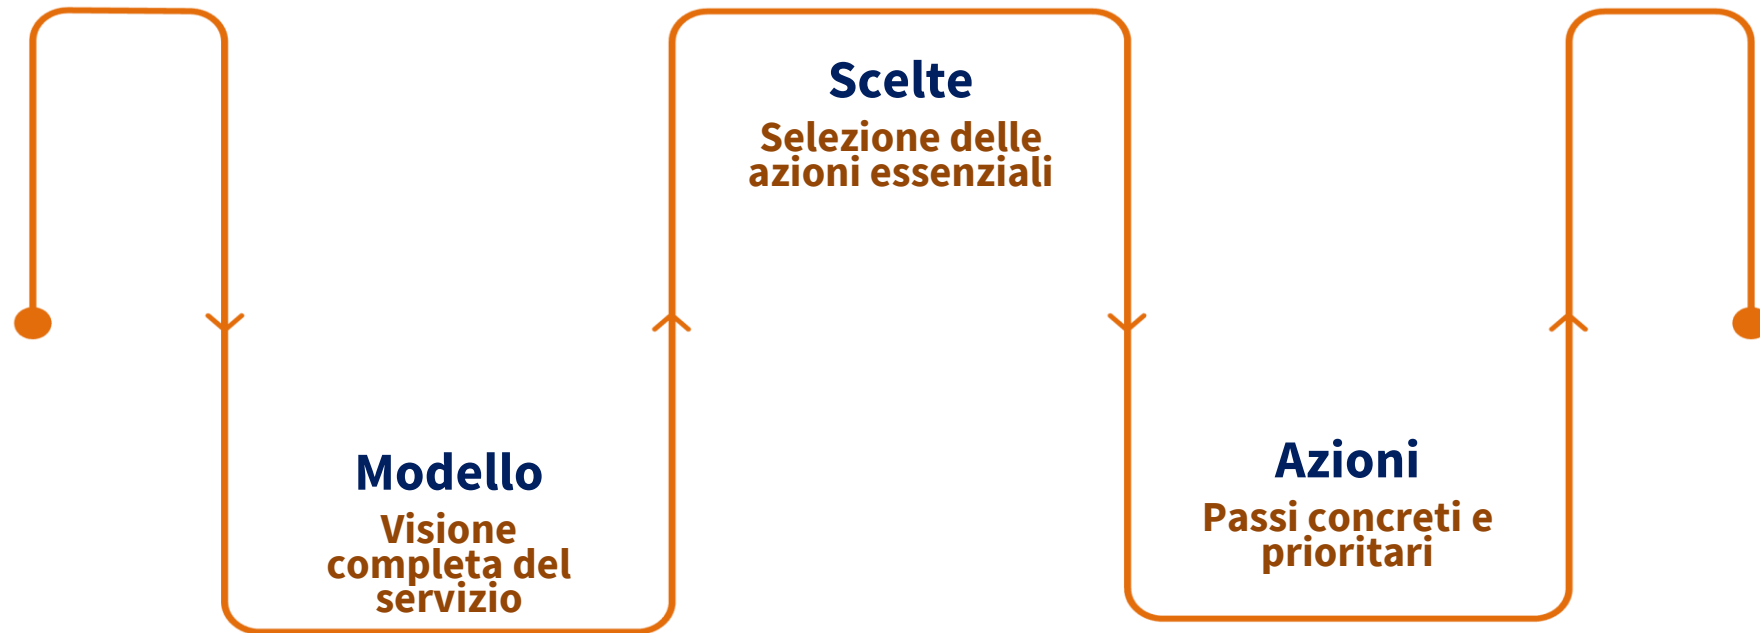 Modello
Visione
completa del
servizio
Scelte
Selezione delle
azioni essenziali
Azioni
Passi concreti e
prioritari